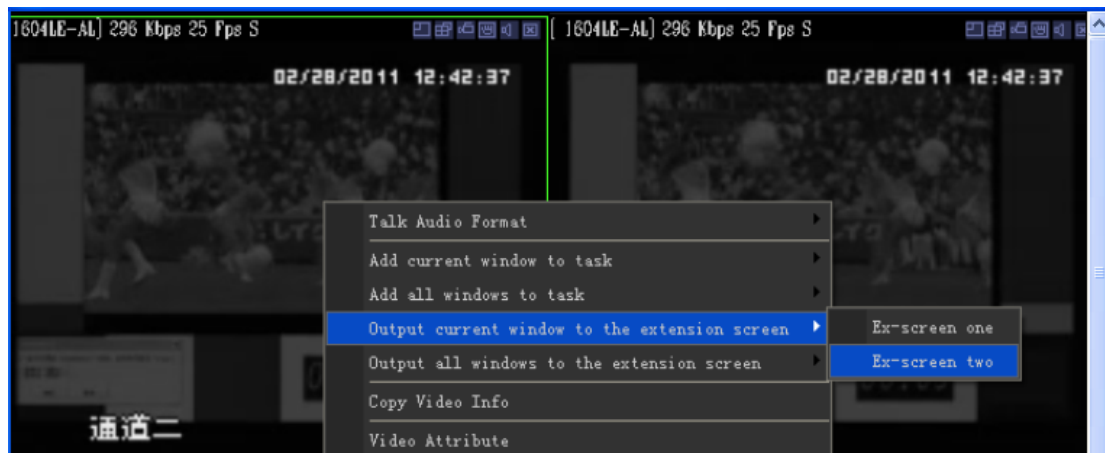 1604LE-AL] 296 Kbps 25 Fps S
[ 1604LE-AL] 296 Kbps 25 Fps S
02/28/2011 12:42:37
02/28/2011 12:42:37
Talk Audio Format
Add current window to task
Add all windows to task
Output current window to the extension screen
Ex-screen one
Output all windows to the extension screen
Ex-screen two
Copy Video Info
通道二
Video Attribute